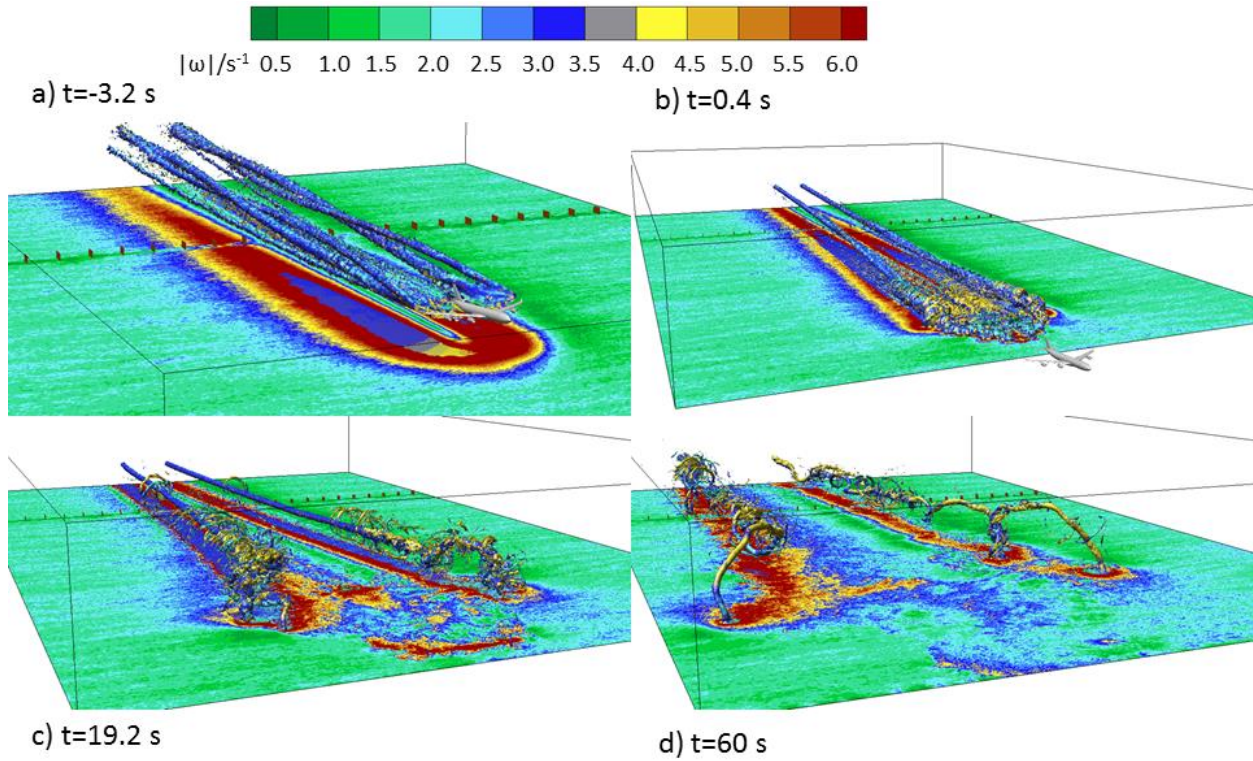 |ω|/s⁻¹ 0.5 1.0 1.5 2.0 2.5 3.0 3.5 4.0 4.5 5.0 5.5 6.0
a) t=-3.2 s
b) t=0.4 s
c) t=19.2 s
d) t=60 s